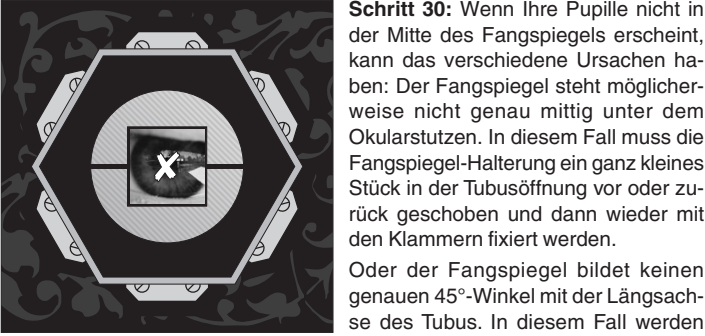 Schritt 30: Wenn Ihre Pupille nicht in
der Mitte des Fangspiegels erscheint,
kann das verschiedene Ursachen ha-
ben: Der Fangspiegel steht möglicher-
weise nicht genau mittig unter dem
Okularstutzen. In diesem Fall muss die
Fangspiegel-Halterung ein ganz kleines
Stück in der Tubusöffnung vor oder zu-
rück geschoben und dann wieder mit
den Klammern fixiert werden.
Oder der Fangspiegel bildet keinen
genauen 45°-Winkel mit der Längsach-
se des Tubus. In diesem Fall werden